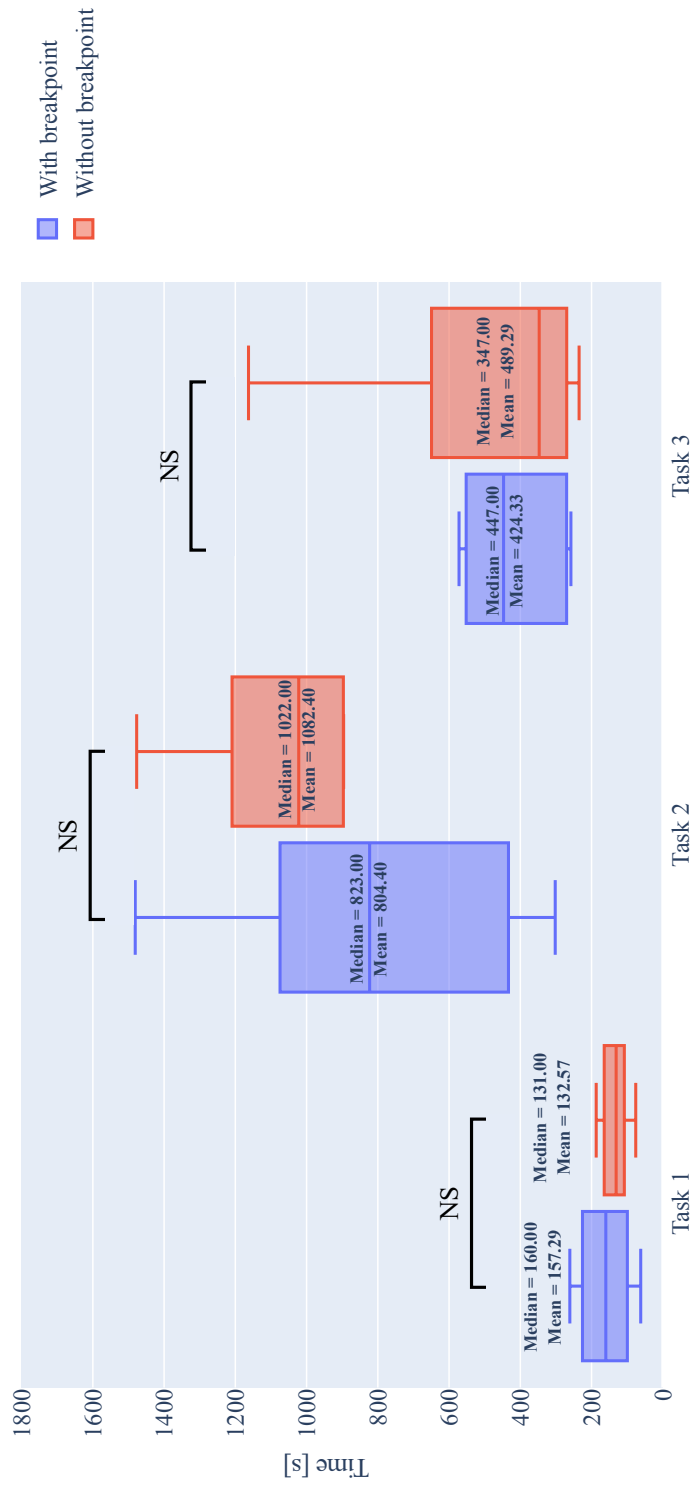 With breakpoint
Without breakpoint
1800
1600
1400
1200
1000
800
600
400
200
0
Time [s]
NS
NS
NS
Median = 160.00
Mean = 157.29
Median = 131.00
Mean = 132.57
Median = 823.00
Mean = 804.40
Median = 1022.00
Mean = 1082.40
Median = 447.00
Mean = 424.33
Median = 347.00
Mean = 489.29
Task 1
Task 2
Task 3